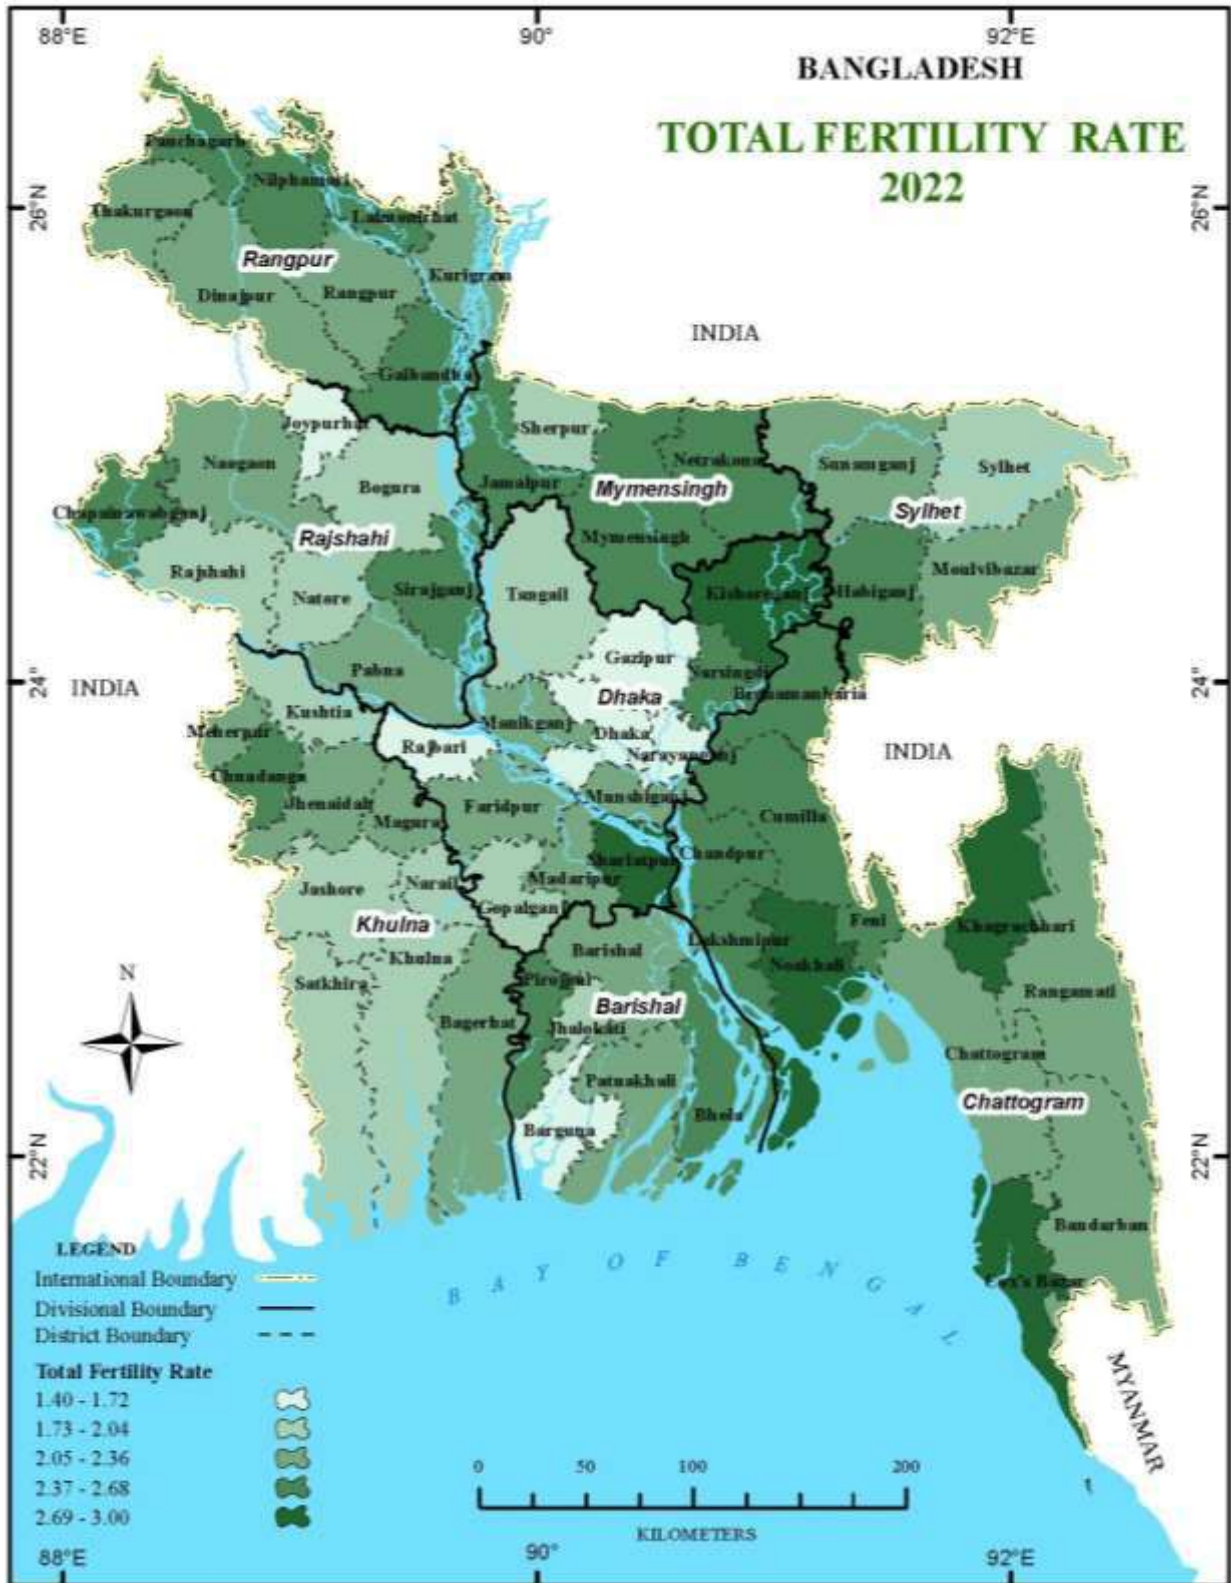 88°E
90°
92°E
BANGLADESH
TOTAL FERTILITY RATE
2022
26°N
26°N
Panchagarh
Nilphamari
Thakurgaon
Lalmonirhat
Rangpur
Kurigram
Dinajpur
Rangpur
INDIA
Gaibandha
Joypurhat
Sherpur
Naogaon
Netrakona
Sunamganj
Sylhet
Bogura
Jamalpur
Mymensingh
Chapainawabganj
Rajshahi
Sylhet
Mymensingh
Rajshahi
Moulvibazar
Natore
Sirajganj
Tangail
Kishoreganj
Habiganj
Gazipur
Pabna
Narsingdi
24°
INDIA
Dhaka
Brahamanbaria
24°
Kushtia
Manikganj
Meherpur
Rajbari
Dhaka
Narayanganj
INDIA
Chuadanga
Jhenaidah
Faridpur
Munshiganj
Magura
Cumilla
Shariatpur
Chandpur
Jashore
Narail
Madaripur
Gopalganj
Khulna
Feni
Khagrachhari
Barishal
Lakshmipur
Khulna
Noakhali
N
Satkhira
Pirojpur
Rangamati
Barishal
Bagerhat
Jhalokati
Chattogram
Patuakhali
Chattogram
Bhola
Barguna
22°N
22°N
Bandarban
LEGEND
International Boundary
BAY OF BENGAL
Cox's Bazar
Divisional Boundary
District Boundary
MYANMAR
Total Fertility Rate
1.40 - 1.72
1.73 - 2.04
2.05 - 2.36
2.37 - 2.68
2.69 - 3.00
0 50 100 200
KILOMETERS
88°E
90°
92°E